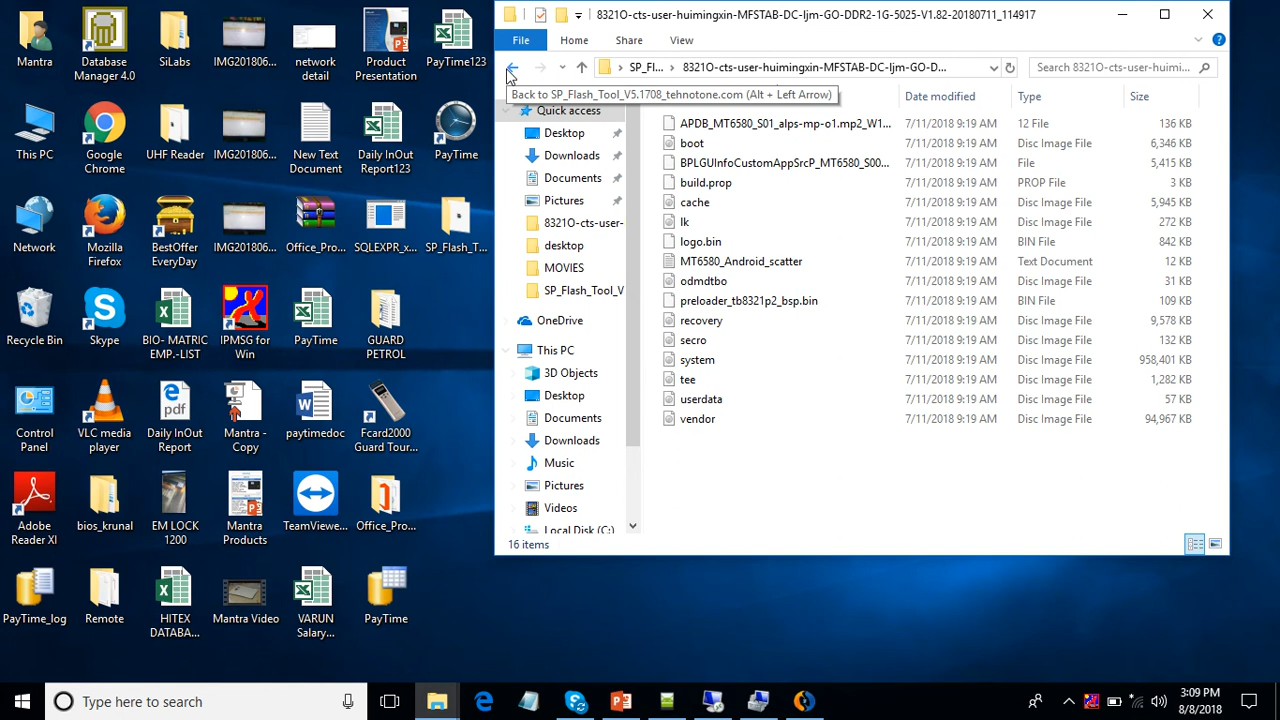 8321O-cts-user-huimingxin-MFSTAB-DC-ljm-GO-DDR2-1G-5025-V1.82-20180711_114917
File
Home
Share
View
SP_Fl...
8321O-cts-user-huimingxin-MFSTAB-DC-ljm-GO-D...
Search 8321O-cts-user-huimi...
Back to SP_Flash_Tool_V5.1708_tehnotone.com (Alt + Left Arrow)
Date modified
Type
Size
Quick access
Desktop
Downloads
Documents
Pictures
8321O-cts-user-
desktop
MOVIES
SP_Flash_Tool_V
OneDrive
This PC
3D Objects
Desktop
Documents
Downloads
Music
Pictures
Videos
Local Disk (C:)
7/11/2018 9:19 AM 12 File 135 KB
boot 7/11/2018 9:19 AM Disc Image File 6,346 KB
BPLGUInfoCustomAppSrcP_MT6580_S00... 7/11/2018 9:19 AM File 5,415 KB
build.prop 7/11/2018 9:19 AM PROP File 3 KB
cache 7/11/2018 9:19 AM Disc Image File 5,945 KB
lk 7/11/2018 9:19 AM Disc Image File 272 KB
logo.bin 7/11/2018 9:19 AM BIN File 842 KB
MT6580_Android_scatter 7/11/2018 9:19 AM Text Document 12 KB
odmdtbo 7/11/2018 9:19 AM Disc Image File 31 KB
preloader_tb8321p2_bsp.bin 7/11/2018 9:19 AM BIN File 109 KB
recovery 7/11/2018 9:19 AM Disc Image File 9,578 KB
secro 7/11/2018 9:19 AM Disc Image File 132 KB
system 7/11/2018 9:19 AM Disc Image File 958,401 KB
tee 7/11/2018 9:19 AM Disc Image File 1,282 KB
userdata 7/11/2018 9:19 AM Disc Image File 57 KB
vendor 7/11/2018 9:19 AM Disc Image File 94,967 KB
16 items
Mantra
Database
Manager 4.0
SiLabs
IMG201806...
network
detail
Product
Presentation
PayTime123
This PC
Google
Chrome
UHF Reader
IMG201806...
New Text
Document
Daily InOut
Report123
PayTime
Network
Mozilla
Firefox
BestOffer
EveryDay
IMG201806...
Office_Pro...
SQLEXPR_x...
SP_Flash_T...
Recycle Bin
Skype
BIO- MATRIC
EMP.-LIST
IPMSG for
Win
PayTime
GUARD
PETROL
Control
Panel
VLC media
player
Daily InOut
Report
Mantra -
Copy
paytimedoc
Fcard2000
Guard Tour...
Adobe
Reader XI
bios_krunal
EM LOCK
1200
Mantra
Products
TeamViewe...
Office_Pro...
PayTime_log
Remote
HITEX
DATABA...
Mantra Video
VARUN
Salary...
PayTime
Type here to search
3:09 PM
8/8/2018